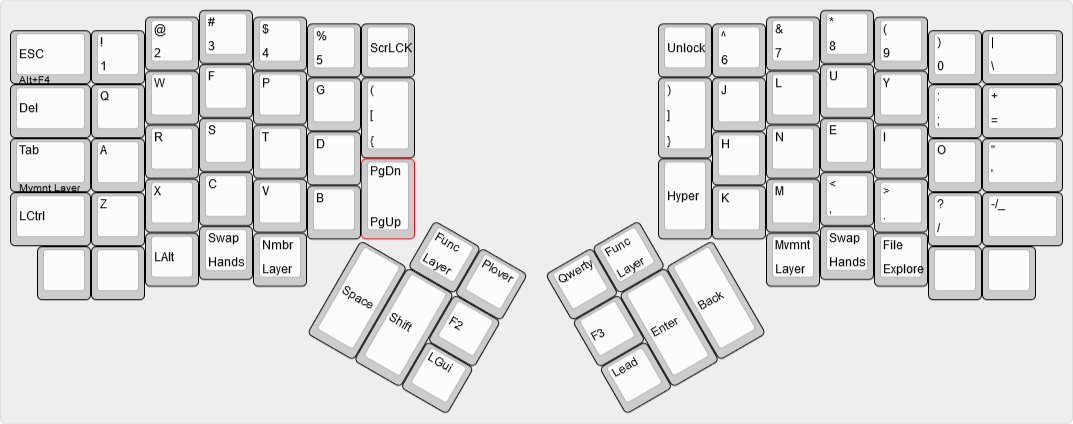 ESC
Alt+F4
!
1
@
2
#
3
$
4
%
5
ScrLCK
Del
Q
W
F
P
G
(
[
{
Tab
Mvmnt Layer
A
R
S
T
D
PgDn
PgUp
LCtrl
Z
X
C
V
B
LAlt
Swap
Hands
Nmbr
Layer
Space
Shift
Func
Layer
Plover
F2
LGui
Unlock
^
6
&
7
*
8
(
9
)
0
|
\
)
]
}
J
L
U
Y
:
;
+
=
Hyper
H
N
E
I
O
"
'
K
M
<
,
>
.
?
/
-/_
Mvmnt
Layer
Swap
Hands
File
Explore
Qwerty
Func
Layer
F3
Lead
Enter
Back